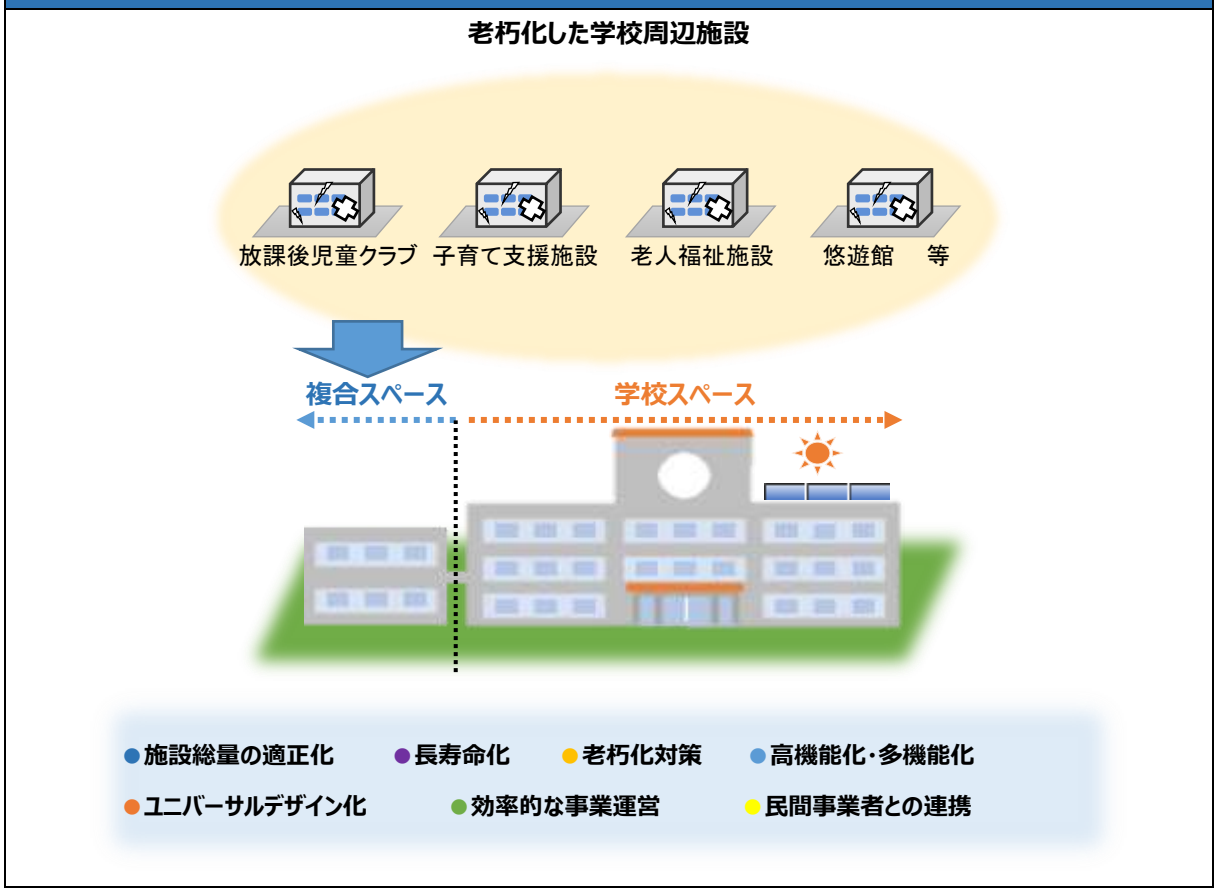 老朽化した学校周辺施設
放課後児童クラブ 子育て支援施設 老人福祉施設 悠遊館 等
複合スペース 学校スペース
●施設総量の適正化 ●長寿命化 ●老朽化対策 ●高機能化・多機能化
●ユニバーサルデザイン化 ●効率的な事業運営 ●民間事業者との連携